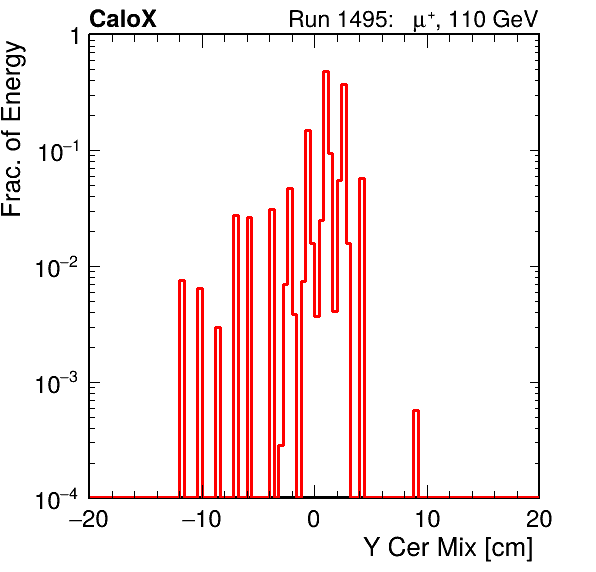 CaloX Run 1495: μ⁺, 110 GeV
Frac. of Energy
1
10⁻¹
10⁻²
10⁻³
10⁻⁴
−20 −10 0 10 20
Y Cer Mix [cm]